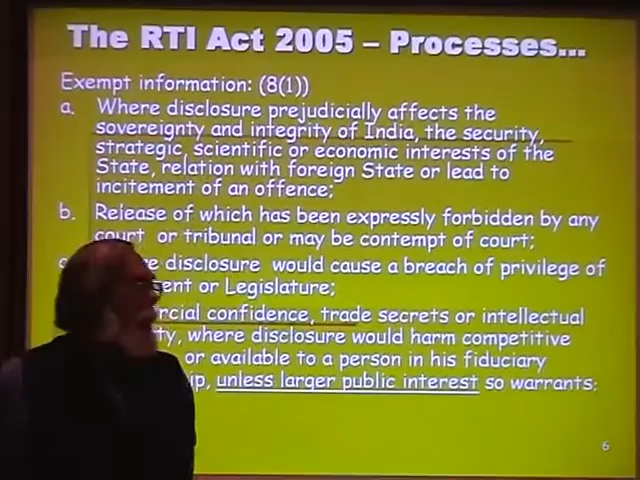 The RTI Act 2005 – Processes...
Exempt information: (8(1))
a. Where disclosure prejudicially affects the
sovereignty and integrity of India, the security,
strategic, scientific or economic interests of the
State, relation with foreign State or lead to
incitement of an offence;
b. Release of which has been expressly forbidden by any
court or tribunal or may be contempt of court;
disclosure would cause a breach of privilege of
or Legislature;
confidence, trade secrets or intellectual
where disclosure would harm competitive
or available to a person in his fiduciary
unless larger public interest so warrants;
6